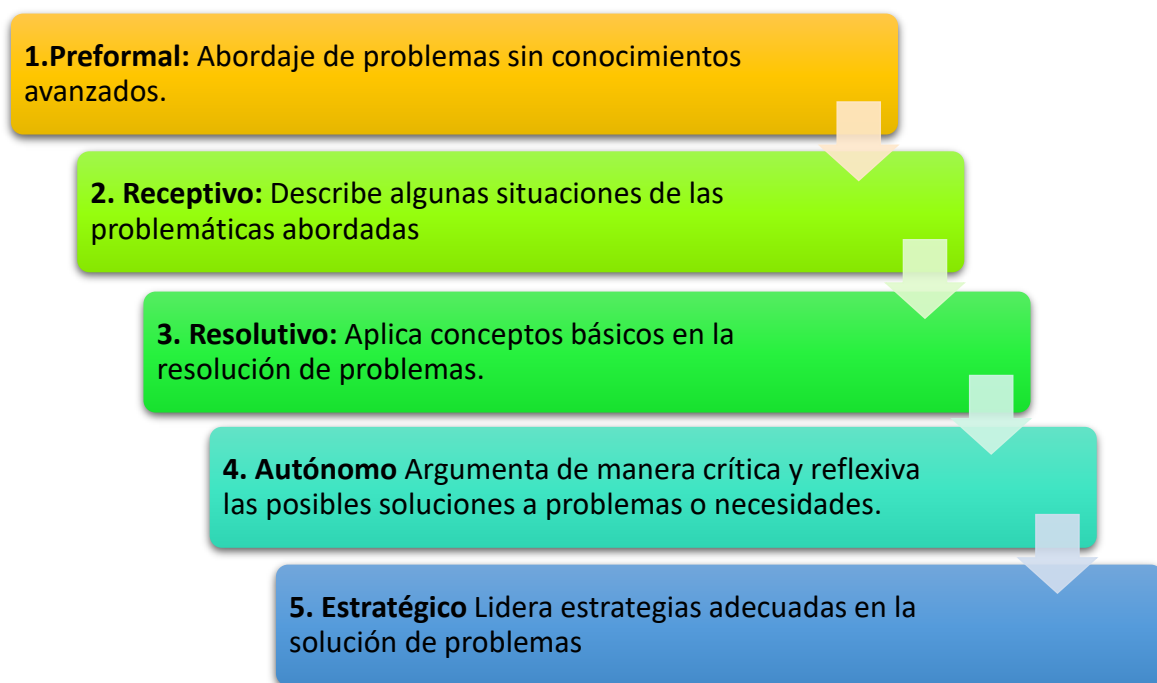 1.Preformal: Abordaje de problemas sin conocimientos
avanzados.
2. Receptivo: Describe algunas situaciones de las
problemáticas abordadas
3. Resolutivo: Aplica conceptos básicos en la
resolución de problemas.
4. Autónomo Argumenta de manera crítica y reflexiva
las posibles soluciones a problemas o necesidades.
5. Estratégico Lidera estrategias adecuadas en la
solución de problemas